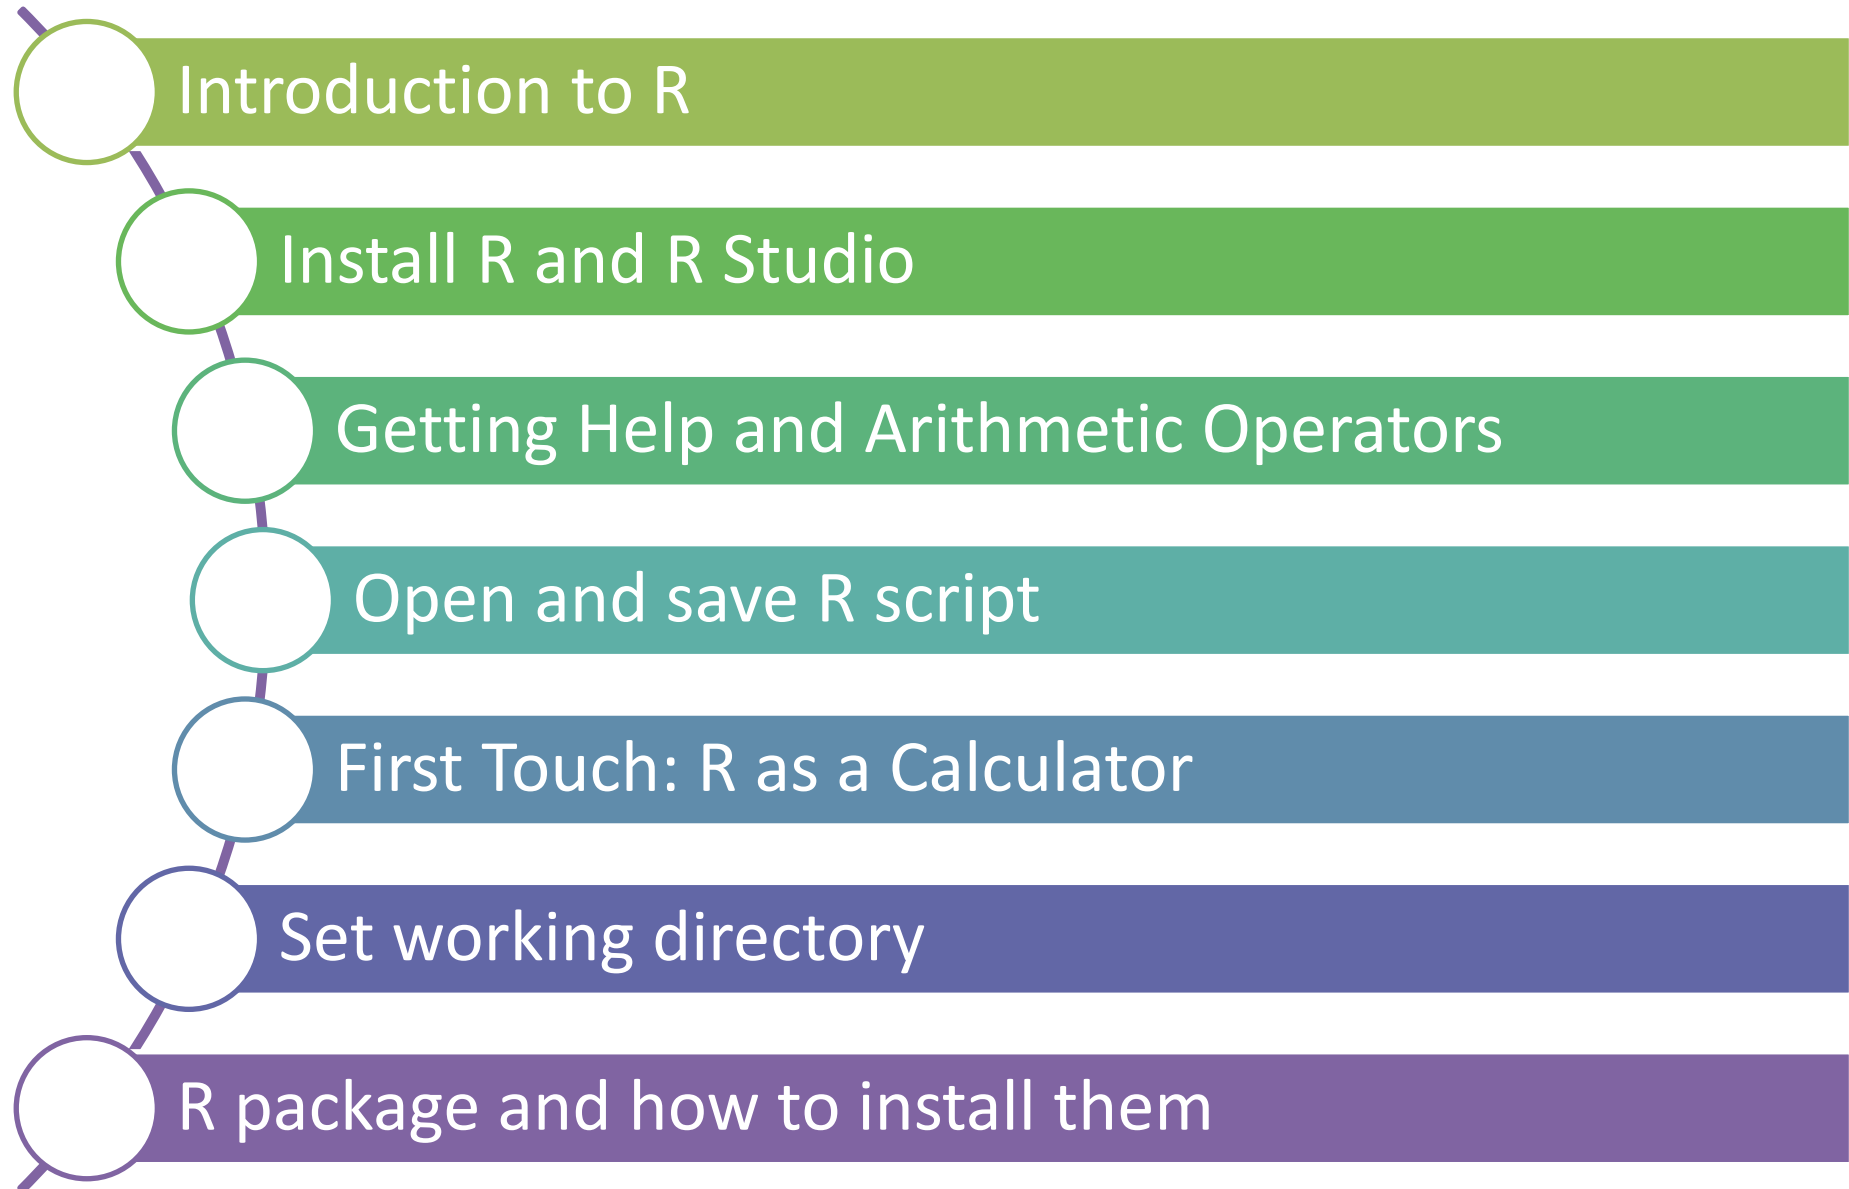 Introduction to R
Install R and R Studio
Getting Help and Arithmetic Operators
Open and save R script
First Touch: R as a Calculator
Set working directory
R package and how to install them